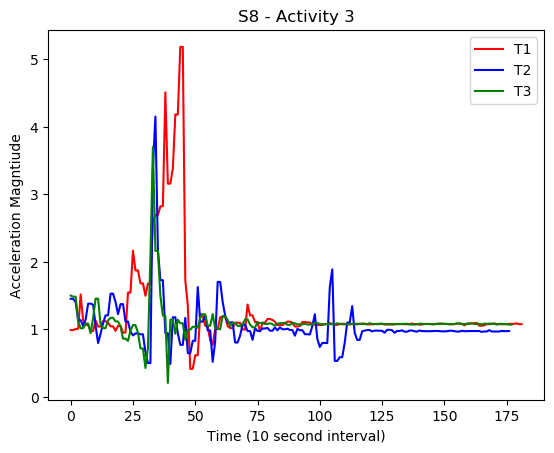 S8 - Activity 3
T1
T2
T3
Acceleration Magntiude
5
4
3
2
1
0
0 25 50 75 100 125 150 175
Time (10 second interval)